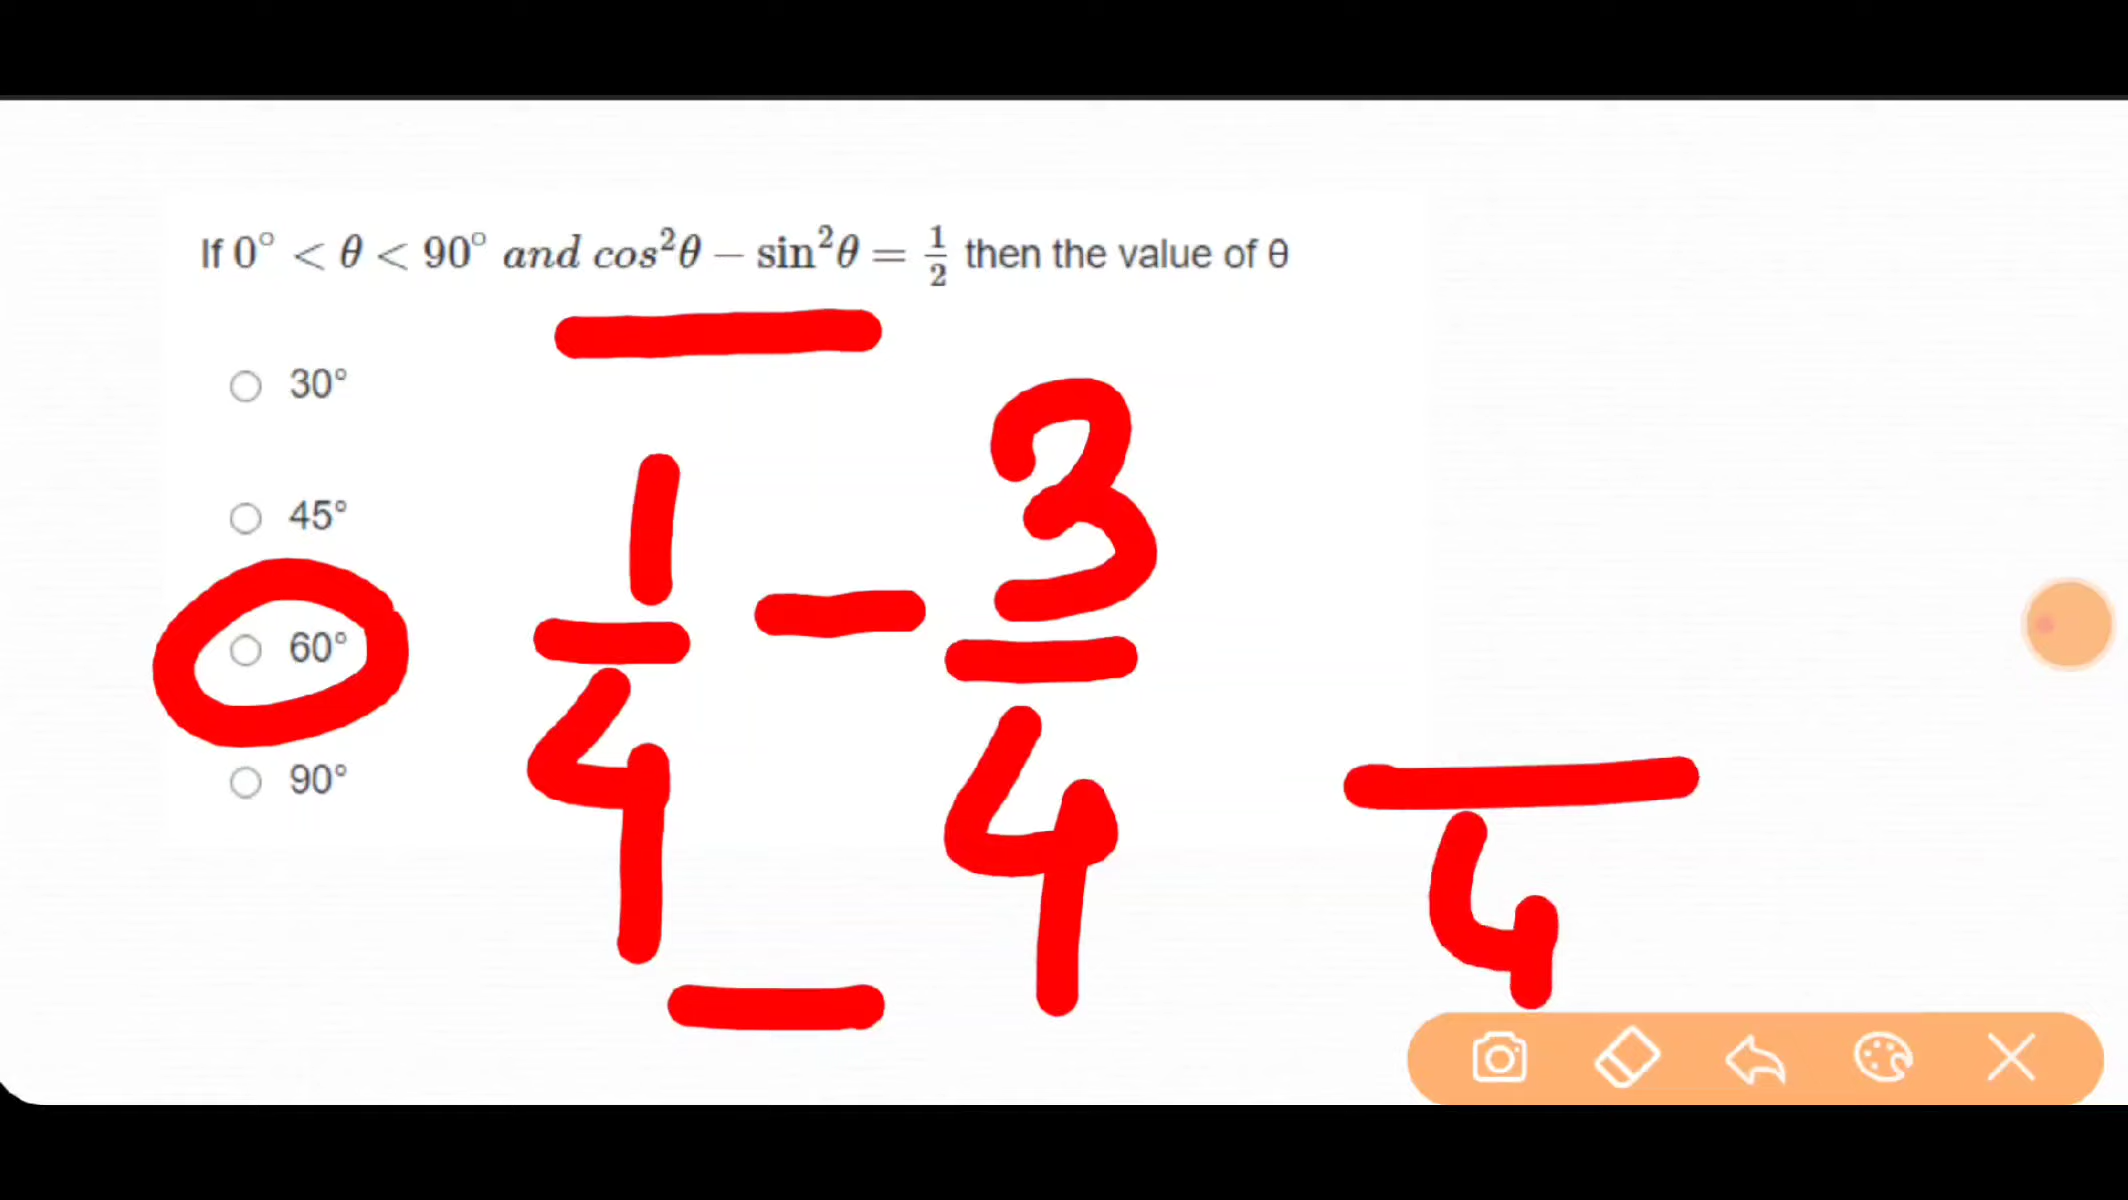 If 0° < θ < 90° and cos²θ − sin²θ = 1/2 then the value of θ
30°
45°
60°
90°
1/4 − 3/4
4